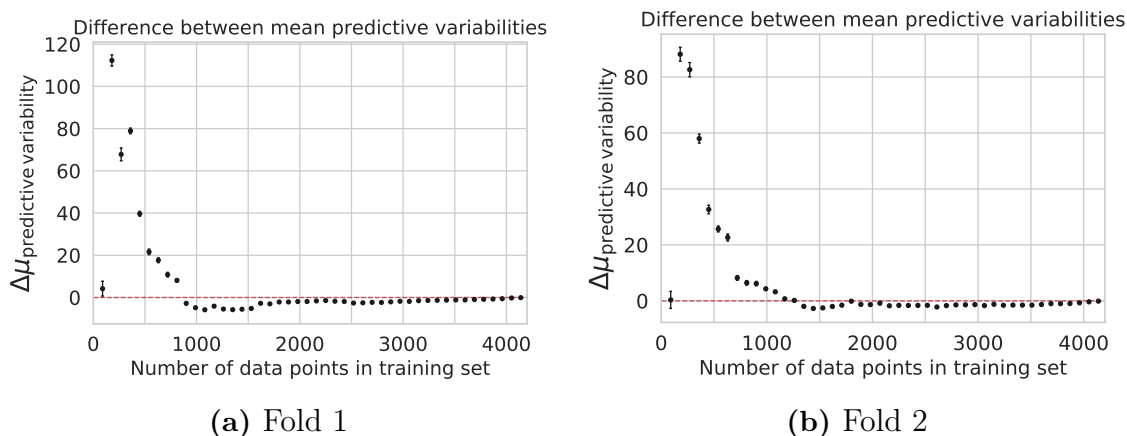 Difference between mean predictive variabilities
120
100
80
60
40
20
0
Δμpredictive variability
0 1000 2000 3000 4000
Number of data points in training set
(a) Fold 1
Difference between mean predictive variabilities
80
60
40
20
0
Δμpredictive variability
0 1000 2000 3000 4000
Number of data points in training set
(b) Fold 2